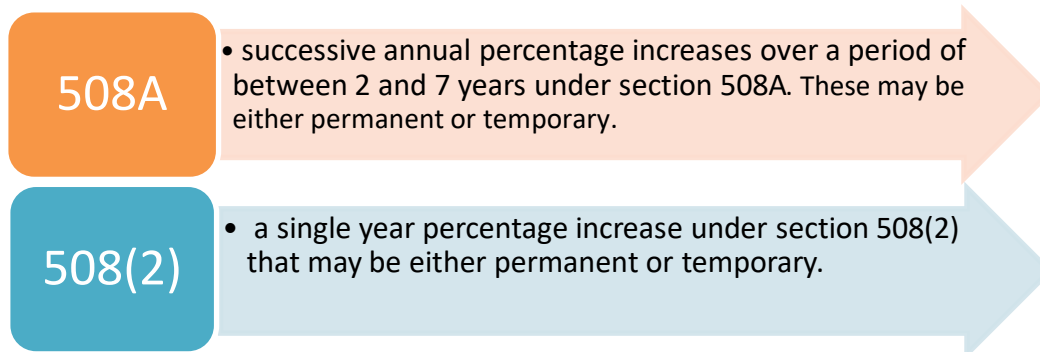 508A
• successive annual percentage increases over a period of
between 2 and 7 years under section 508A. These may be
either permanent or temporary.
508(2)
• a single year percentage increase under section 508(2)
that may be either permanent or temporary.